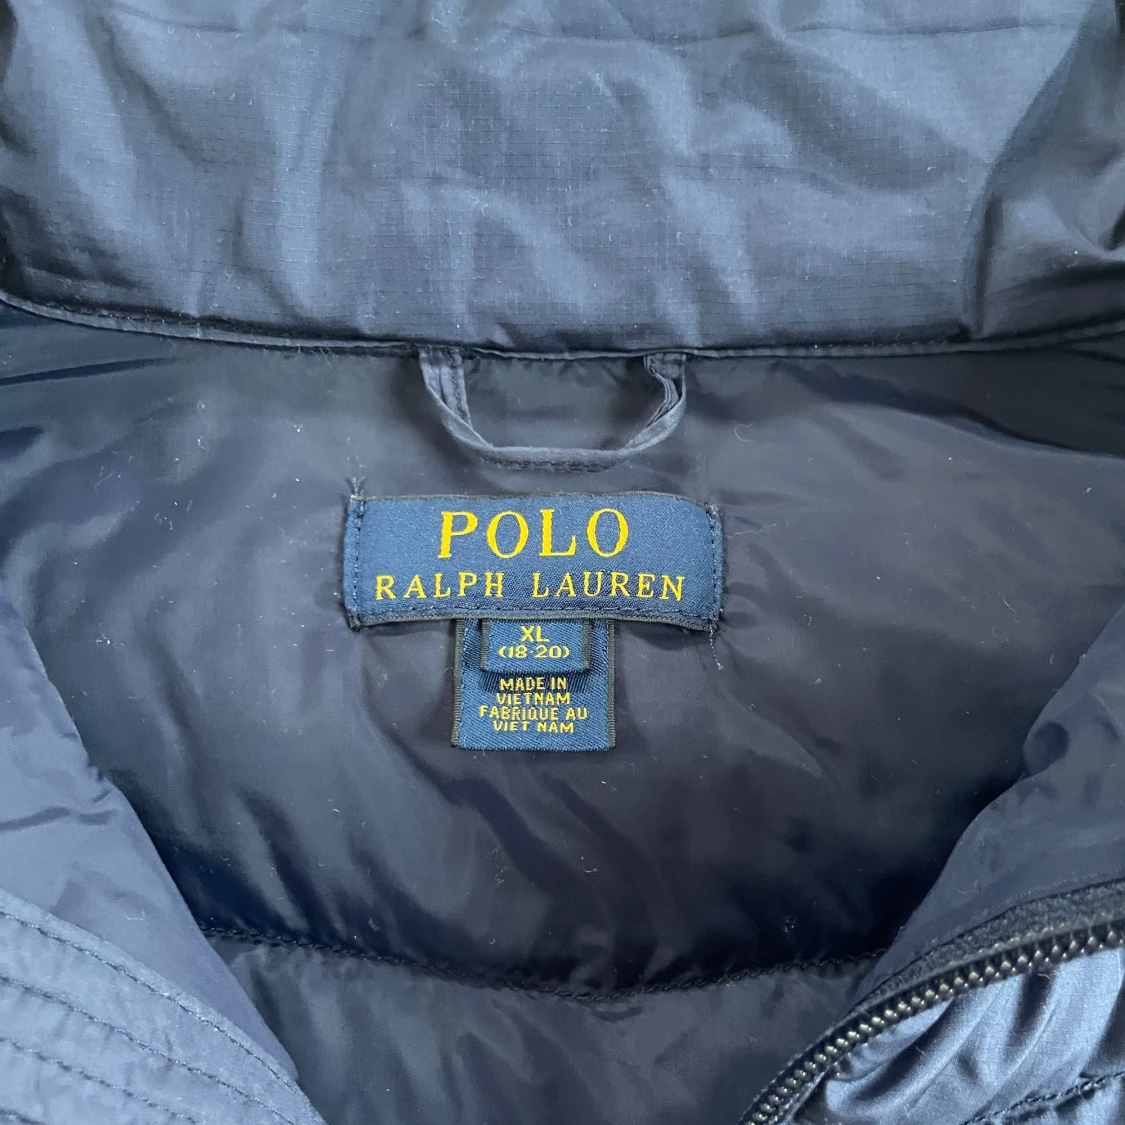 POLO
RALPH LAUREN
XL
(18-20)
MADE IN
VIETNAM
FABRIQUE AU
VIET NAM